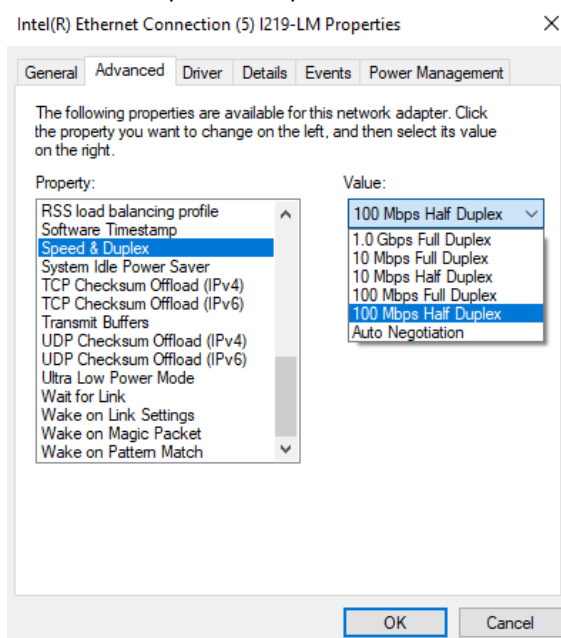 Intel(R) Ethernet Connection (5) I219-LM Properties
General Advanced Driver Details Events Power Management
The following properties are available for this network adapter. Click
the property you want to change on the left, and then select its value
on the right.
Property:
Value:
RSS load balancing profile
Software Timestamp
Speed & Duplex
System Idle Power Saver
TCP Checksum Offload (IPv4)
TCP Checksum Offload (IPv6)
Transmit Buffers
UDP Checksum Offload (IPv4)
UDP Checksum Offload (IPv6)
Ultra Low Power Mode
Wait for Link
Wake on Link Settings
Wake on Magic Packet
Wake on Pattern Match
100 Mbps Half Duplex
1.0 Gbps Full Duplex
10 Mbps Full Duplex
10 Mbps Half Duplex
100 Mbps Full Duplex
100 Mbps Half Duplex
Auto Negotiation
OK
Cancel